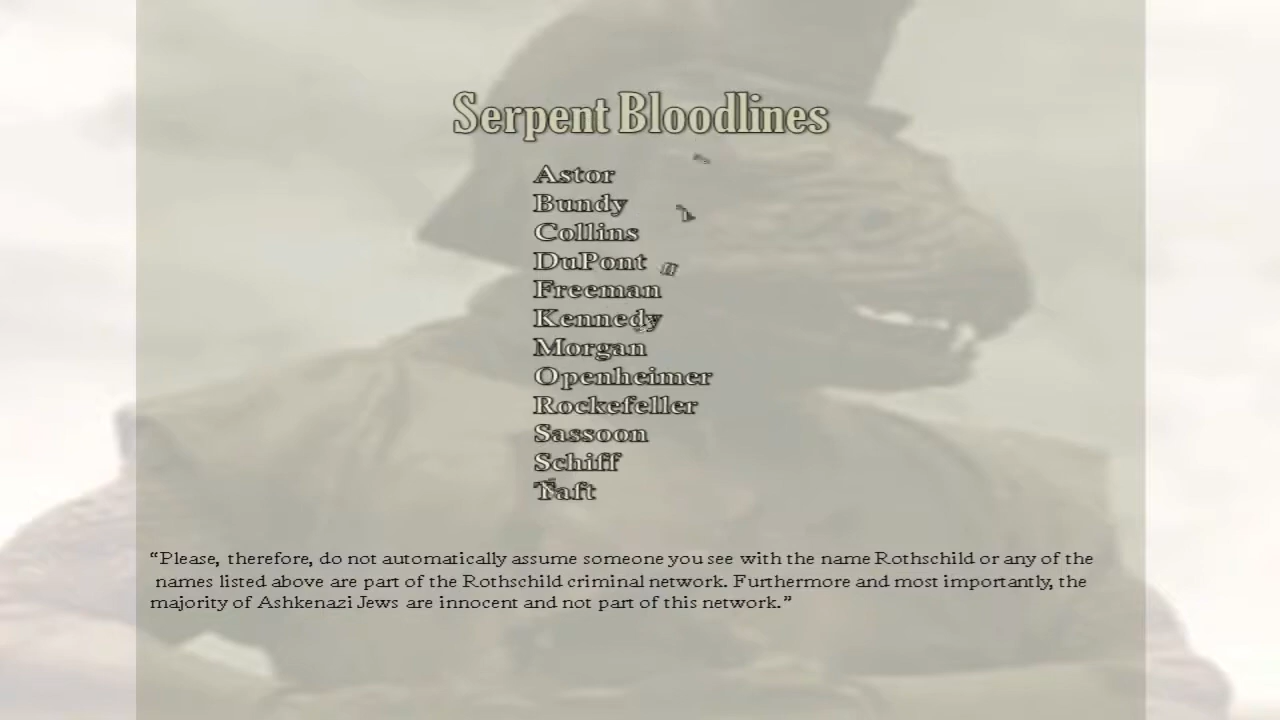 Serpent Bloodlines
Astor
Bundy
Collins
DuPont
Freeman
Kennedy
Morgan
Openheimer
Rockefeller
Sassoon
Schiff
Taft
“Please, therefore, do not automatically assume someone you see with the name Rothschild or any of the
names listed above are part of the Rothschild criminal network. Furthermore and most importantly, the
majority of Ashkenazi Jews are innocent and not part of this network.”